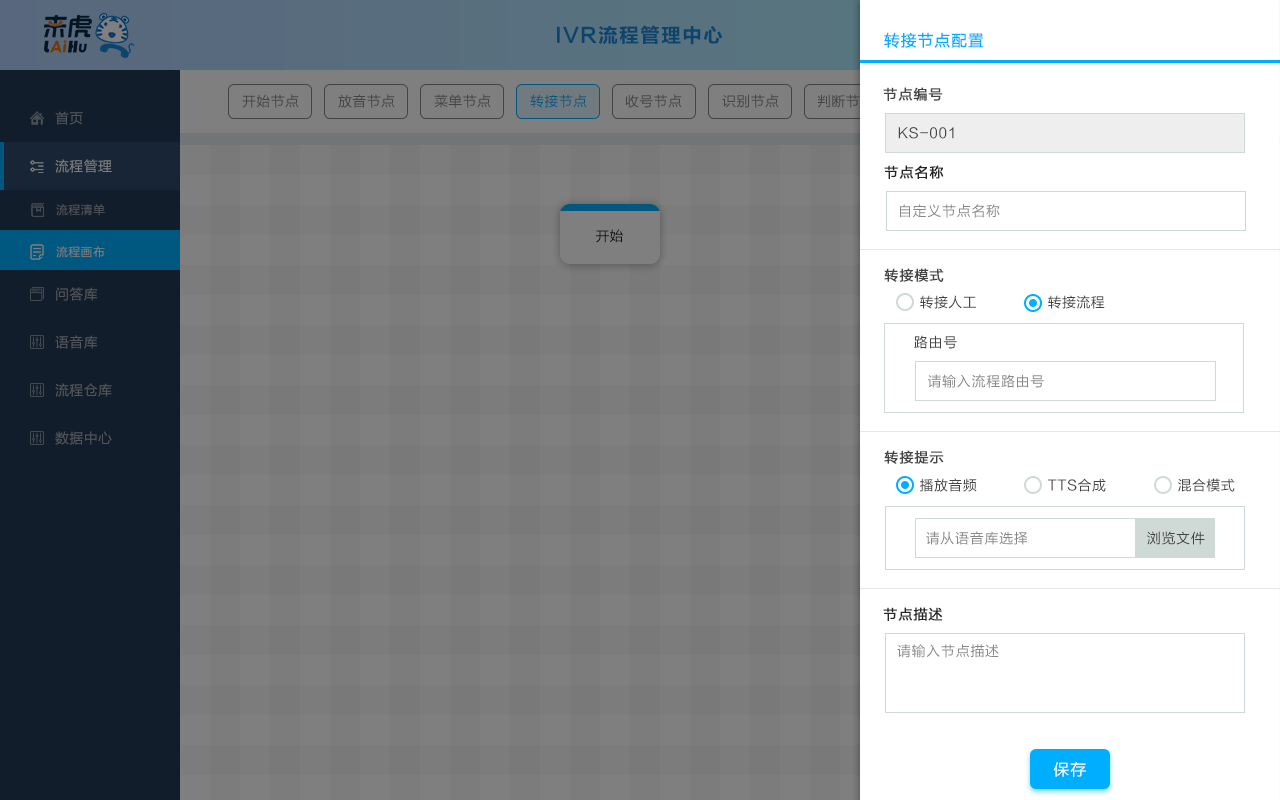 来虎
LAiHu
IVR流程管理中心
首页
流程管理
流程清单
流程画布
问答库
语音库
流程仓库
数据中心
开始节点
放音节点
菜单节点
转接节点
收号节点
识别节点
判断节
开始
转接节点配置
节点编号
KS-001
节点名称
自定义节点名称
转接模式
转接人工
转接流程
路由号
请输入流程路由号
转接提示
播放音频
TTS合成
混合模式
请从语音库选择
浏览文件
节点描述
请输入节点描述
保存